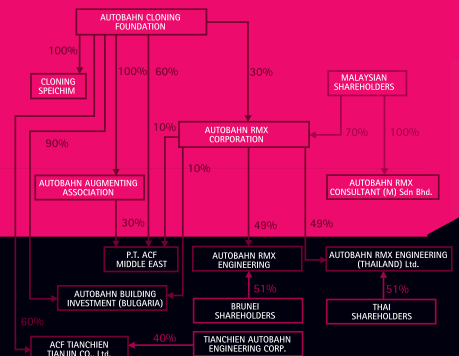 AUTOBAHN CLONING
FOUNDATION
100%
100%
60%
30%
CLONING
SPEICHIM
MALAYSIAN
SHAREHOLDERS
90%
10%
AUTOBAHN RMX
CORPORATION
70%
100%
10%
AUTOBAHN AUGMENTING
ASSOCIATION
AUTOBAHN RMX
CONSULTANT (M) Sdn Bhd.
30%
49%
49%
P.T. ACF
MIDDLE EAST
AUTOBAHN RMX
ENGINEERING
AUTOBAHN RMX ENGINEERING
(THAILAND) Ltd.
51%
51%
AUTOBAHN BUILDING
INVESTMENT (BULGARIA)
BRUNEI
SHAREHOLDERS
THAI
SHAREHOLDERS
60%
40%
ACF TIANCHIEN
TIANJIN CO., Ltd.
TIANCHIEN AUTOBAHN
ENGINEERING CORP.